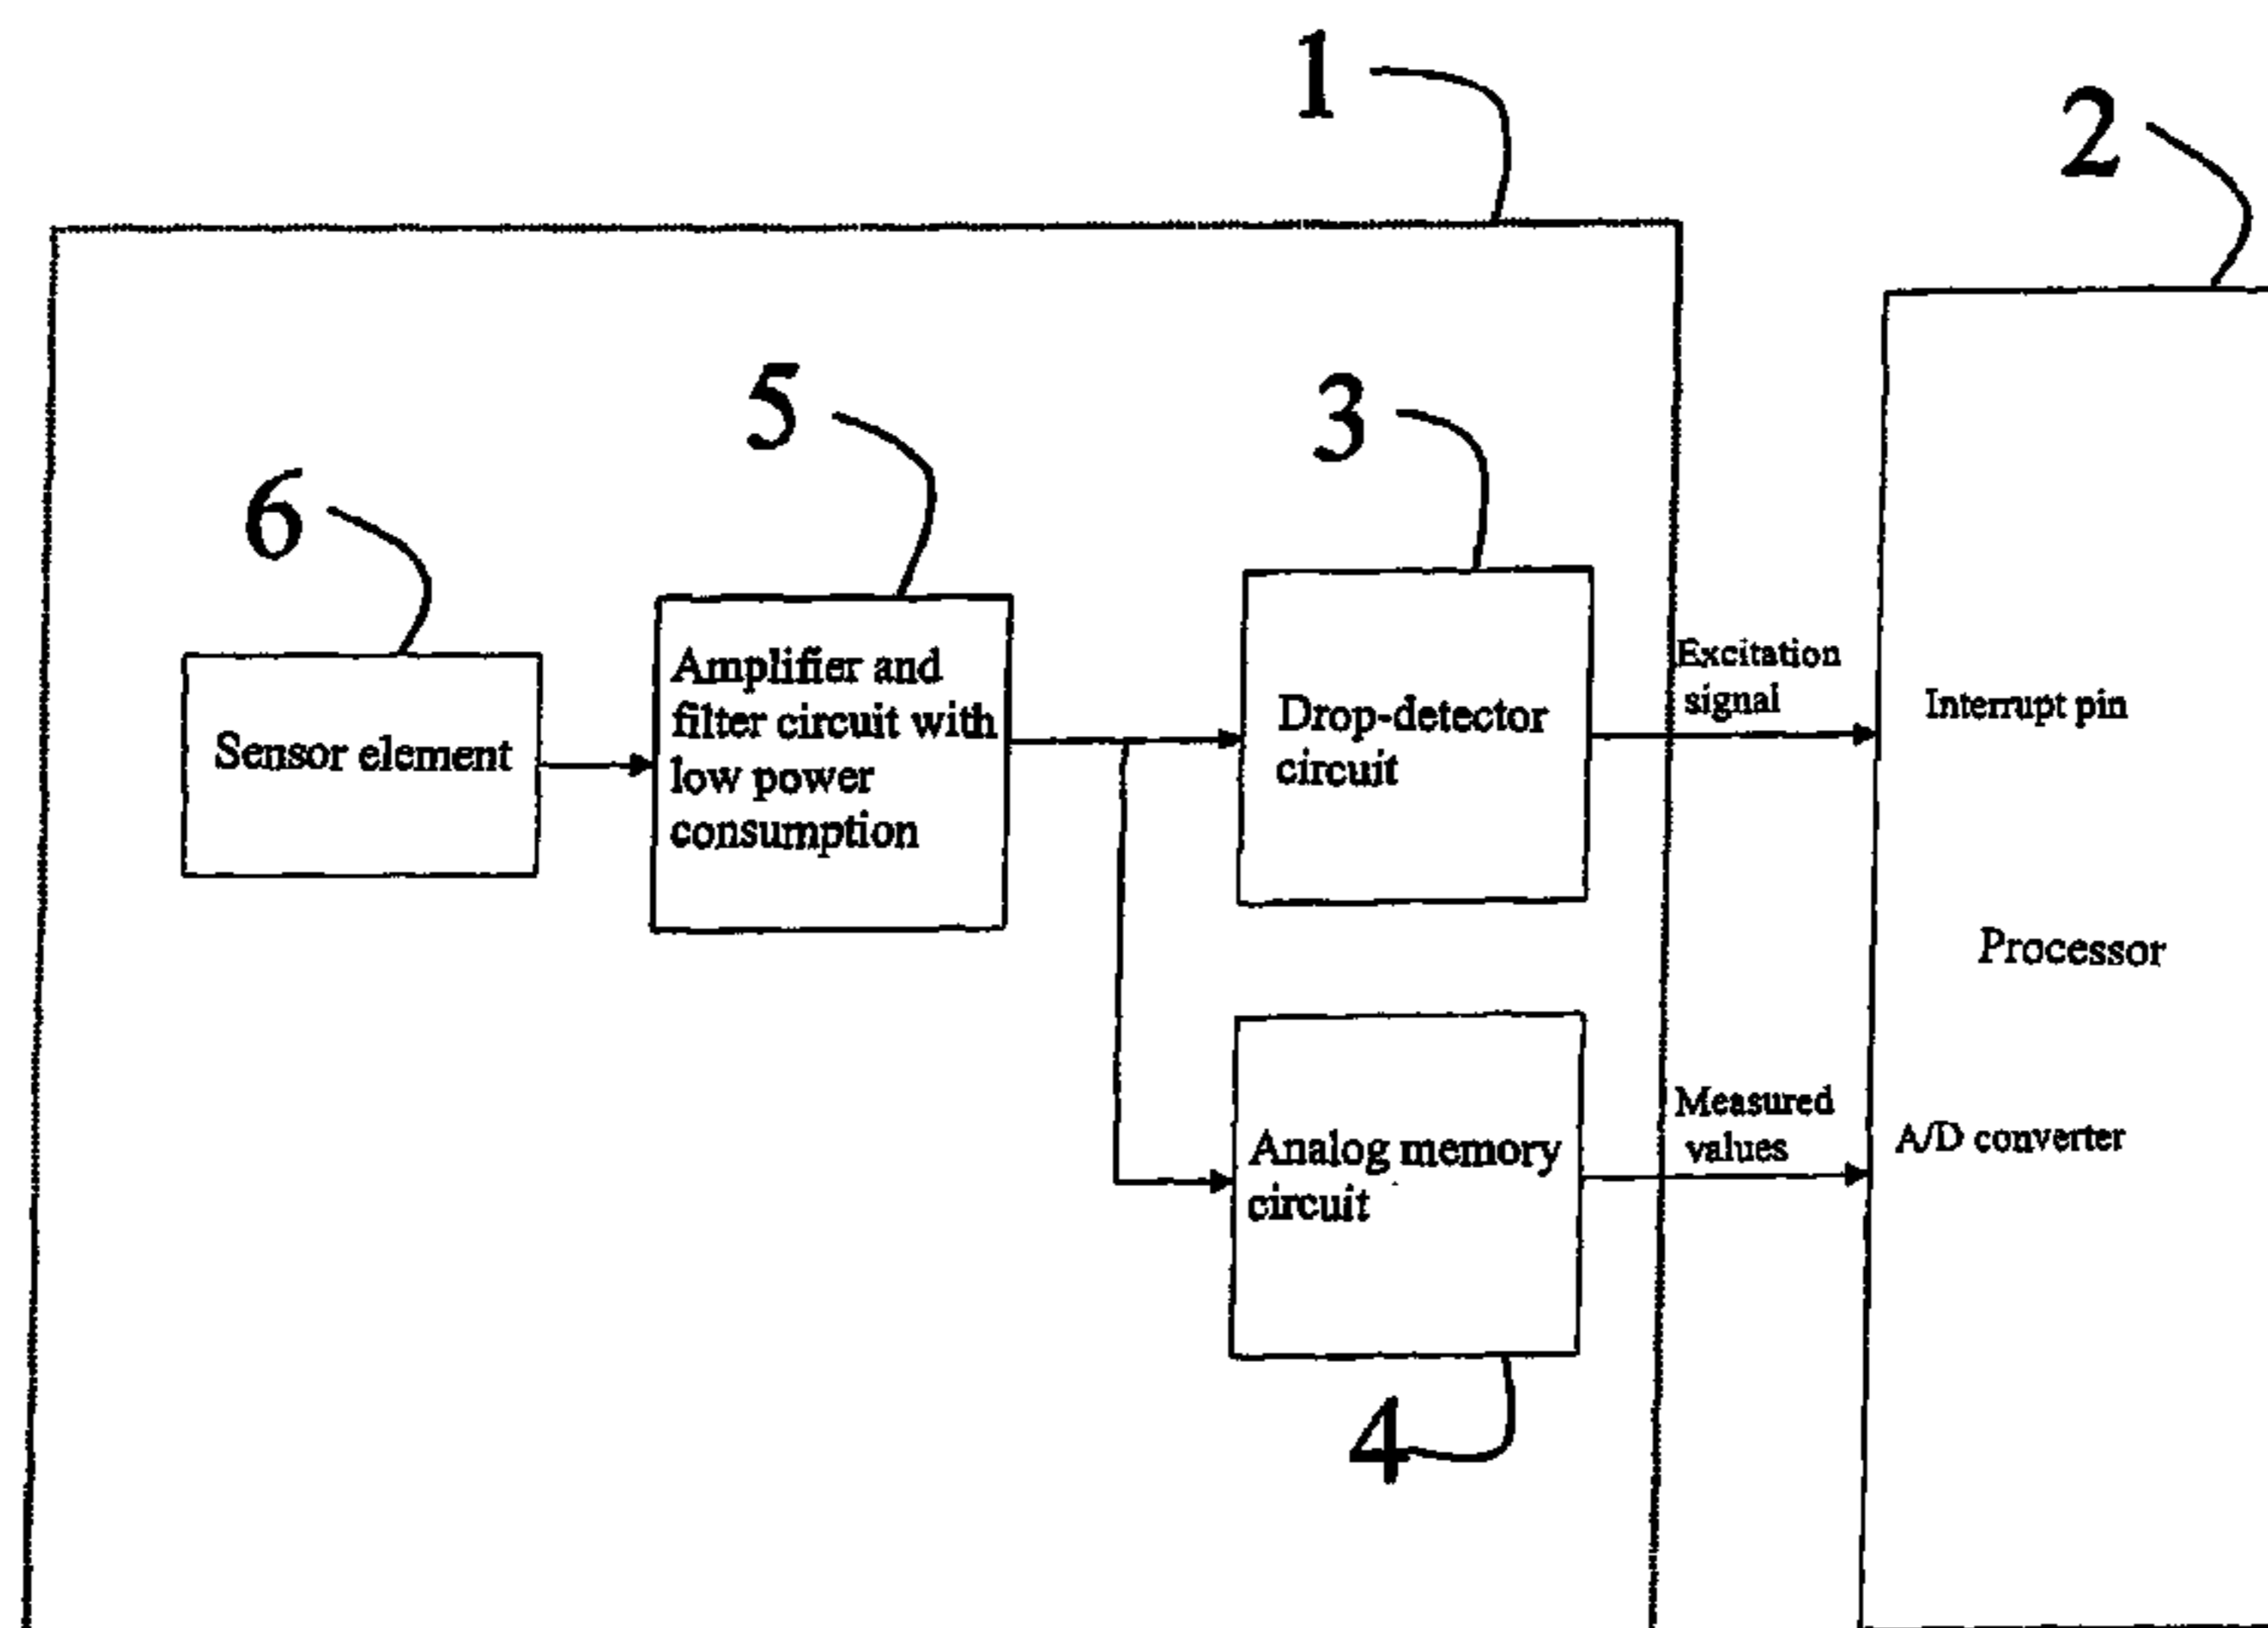 1
2
5
3
6
Amplifier and
filter circuit with
low power
consumption
Sensor element
Drop-detector
circuit
Excitation
signal
Interrupt pin
Processor
Analog memory
circuit
Measured
values
A/D converter
4